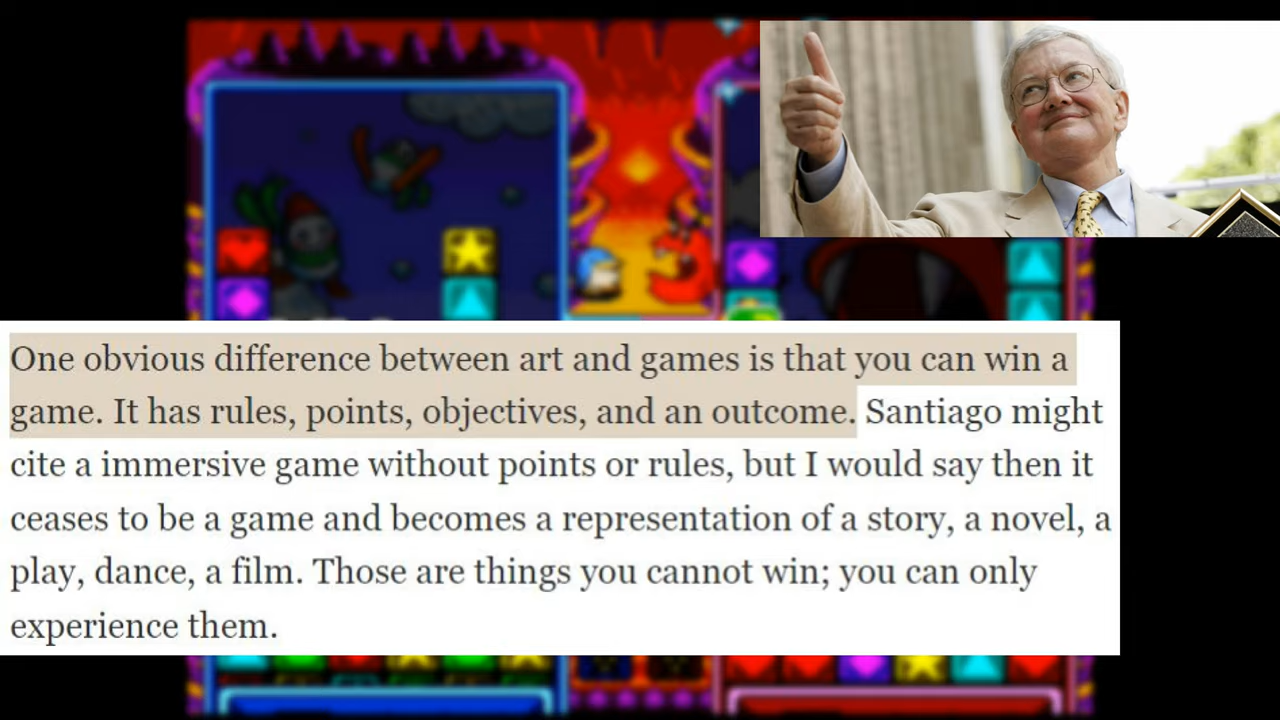 One obvious difference between art and games is that you can win a
game. It has rules, points, objectives, and an outcome. Santiago might
cite a immersive game without points or rules, but I would say then it
ceases to be a game and becomes a representation of a story, a novel, a
play, dance, a film. Those are things you cannot win; you can only
experience them.